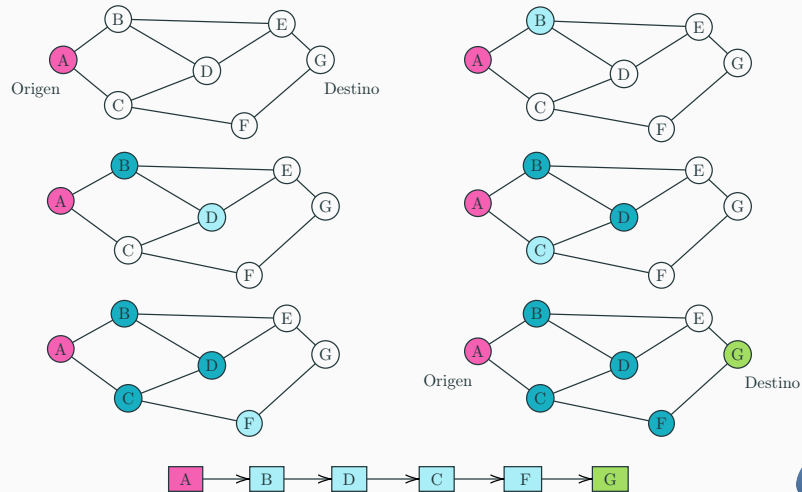 B E B E
A D G A D G
Origen C Destino C
F F
B E B E
A D G A D G
C C
F F
B E B E
A D G A D G
Origen Destino
C C
F F
A B D C F G